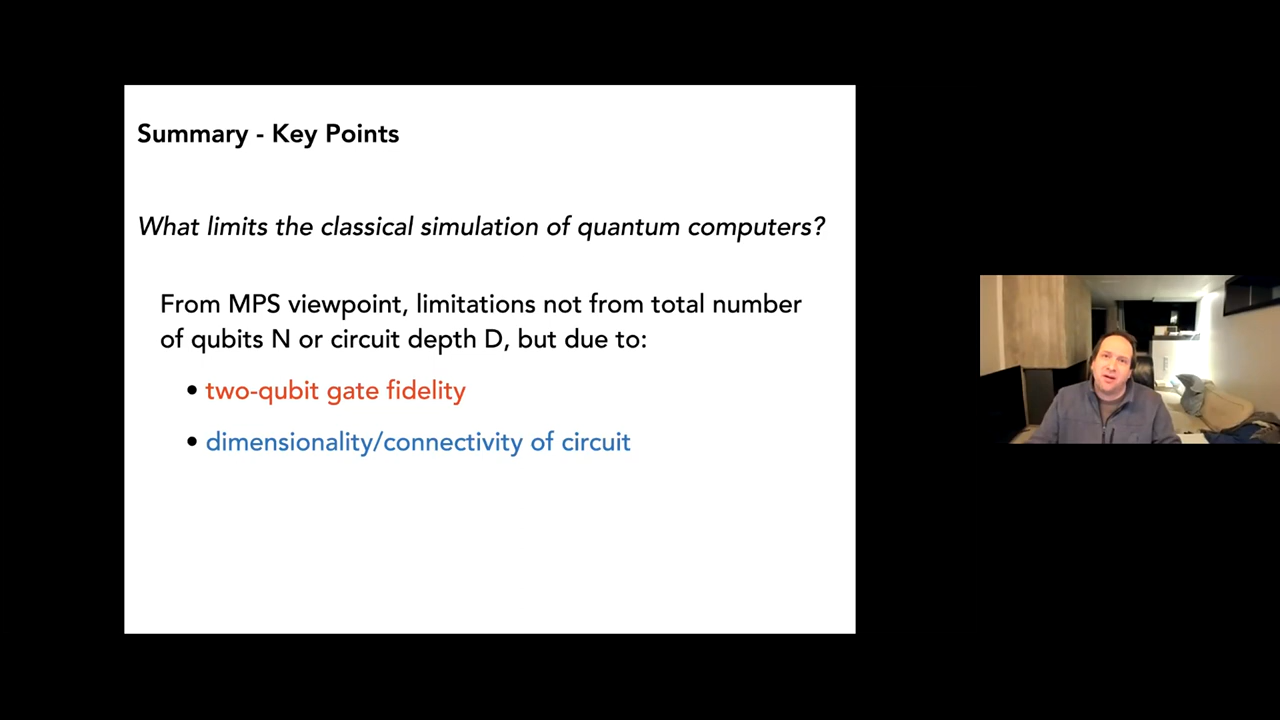 Summary - Key Points
What limits the classical simulation of quantum computers?
From MPS viewpoint, limitations not from total number
of qubits N or circuit depth D, but due to:
• two-qubit gate fidelity
• dimensionality/connectivity of circuit